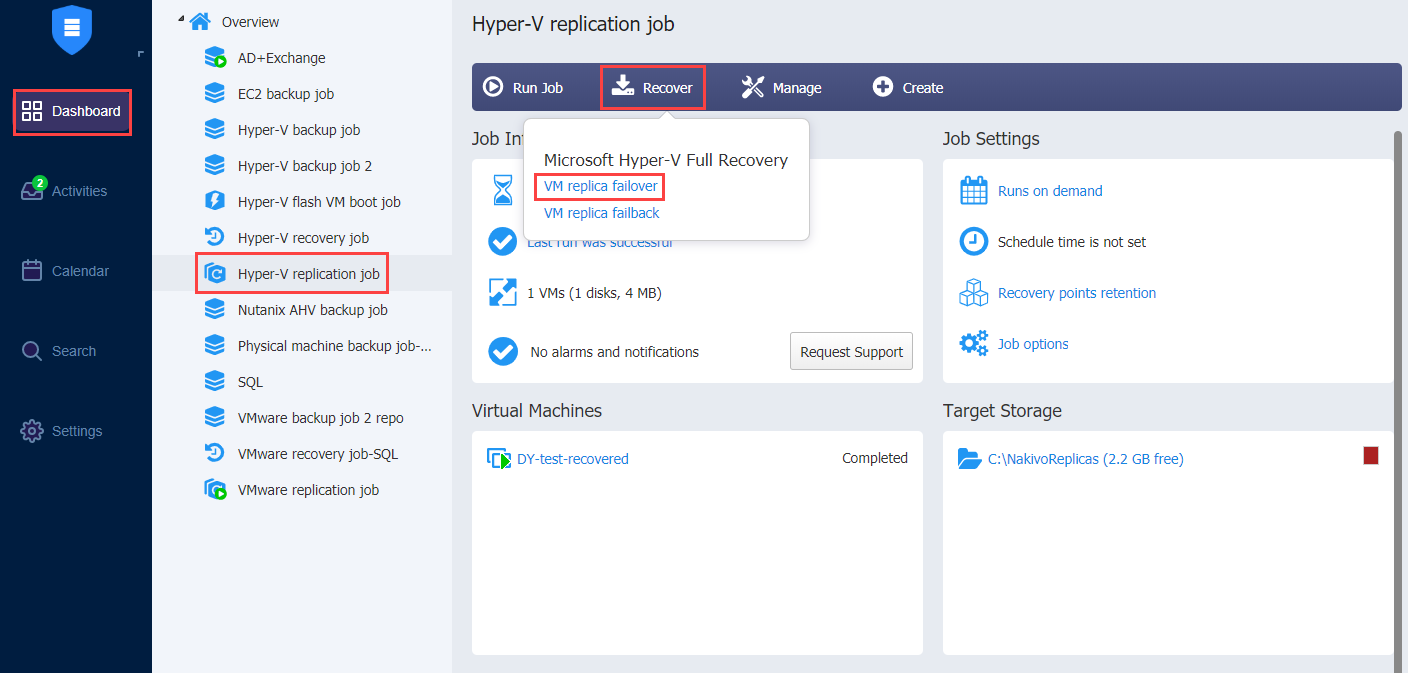 Dashboard
2
Activities
Calendar
Search
Settings
Overview
AD+Exchange
EC2 backup job
Hyper-V backup job
Hyper-V backup job 2
Hyper-V flash VM boot job
Hyper-V recovery job
Hyper-V replication job
Nutanix AHV backup job
Physical machine backup job-...
SQL
VMware backup job 2 repo
VMware recovery job-SQL
VMware replication job
Hyper-V replication job
Run Job
Recover
Manage
Create
Job In
Microsoft Hyper-V Full Recovery
VM replica failover
VM replica failback
Last run was successful
1 VMs (1 disks, 4 MB)
No alarms and notifications
Request Support
Job Settings
Runs on demand
Schedule time is not set
Recovery points retention
Job options
Virtual Machines
DY-test-recovered
Completed
Target Storage
C:\NakivoReplicas (2.2 GB free)